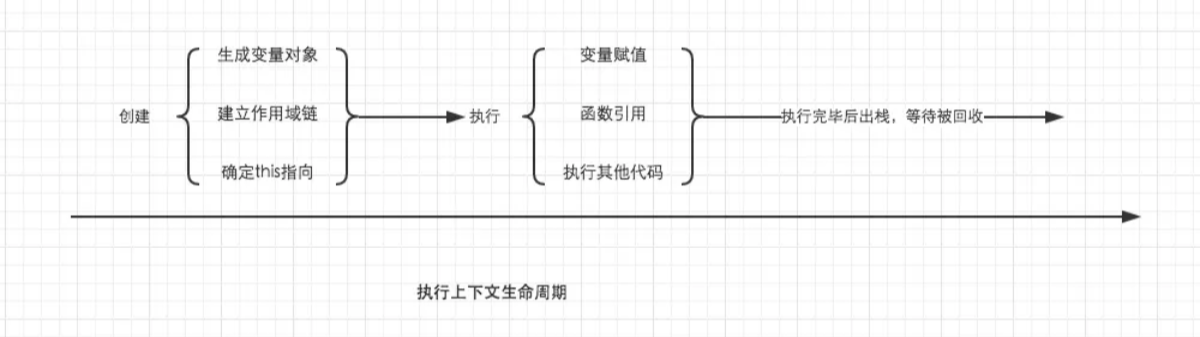 创建
生成变量对象
建立作用域链
确定this指向
执行
变量赋值
函数引用
执行其他代码
执行完毕后出栈，等待被回收
执行上下文生命周期